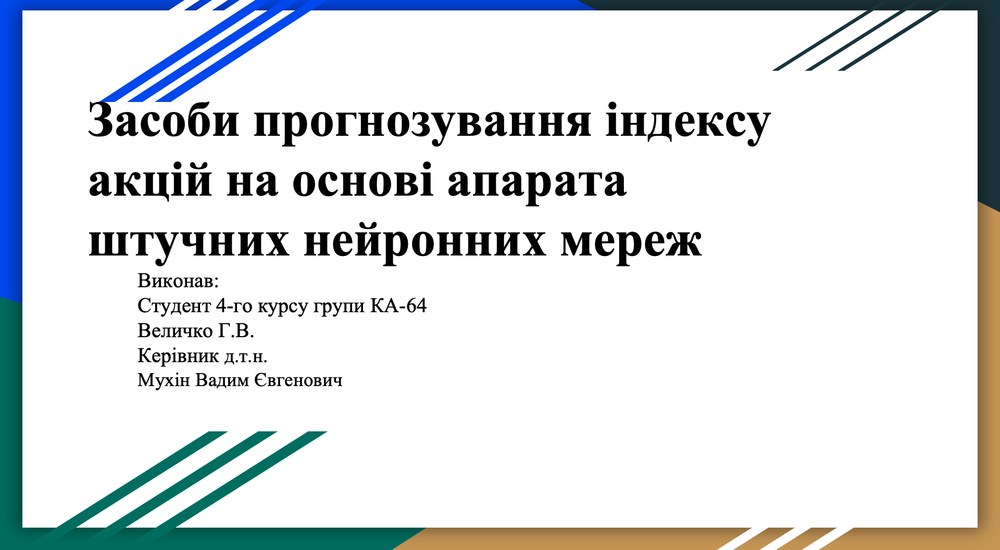 Засоби прогнозування індексу
акцій на основі апарата
штучних нейронних мереж
Виконав:
Студент 4-го курсу групи КА-64
Величко Г.В.
Керівник д.т.н.
Мухін Вадим Євгенович